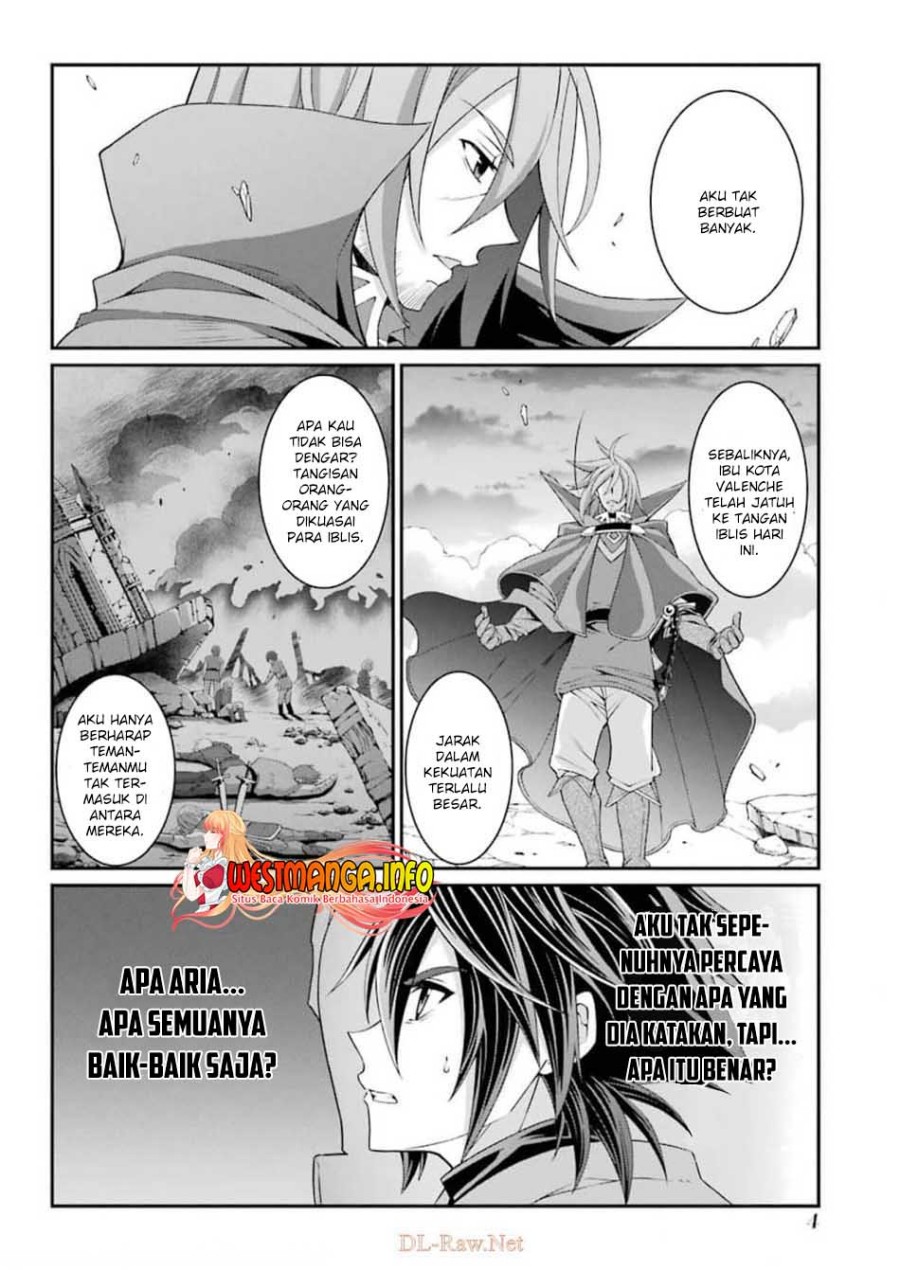 AKU TAK
BERBUAT
BANYAK.
SEBALIKNYA,
IBU KOTA
VALENCHE
TELAH JATUH
KE TANGAN
IBLIS HARI
INI.
JARAK
DALAM
KEKUATAN
TERLALU
BESAR.
APA KAU
TIDAK BISA
DENGAR?
TANGISAN
ORANG-
ORANG YANG
DIKUASAI
PARA IBLIS.
AKU HANYA
BERHARAP
TEMAN-
TEMANMU
TAK TER-
MASUK DI
ANTARA
MEREKA.
WESTMANGA.INFO
Situs Baca Komik Berbahasa Indonesia
AKU TAK SEPE-
NUHNYA PERCAYA
DENGAN APA YANG
DIA KATAKAN, TAPI...
APA ITU BENAR?
APA ARIA...
APA SEMUANYA
BAIK-BAIK SAJA?
4
DL-Raw.Net